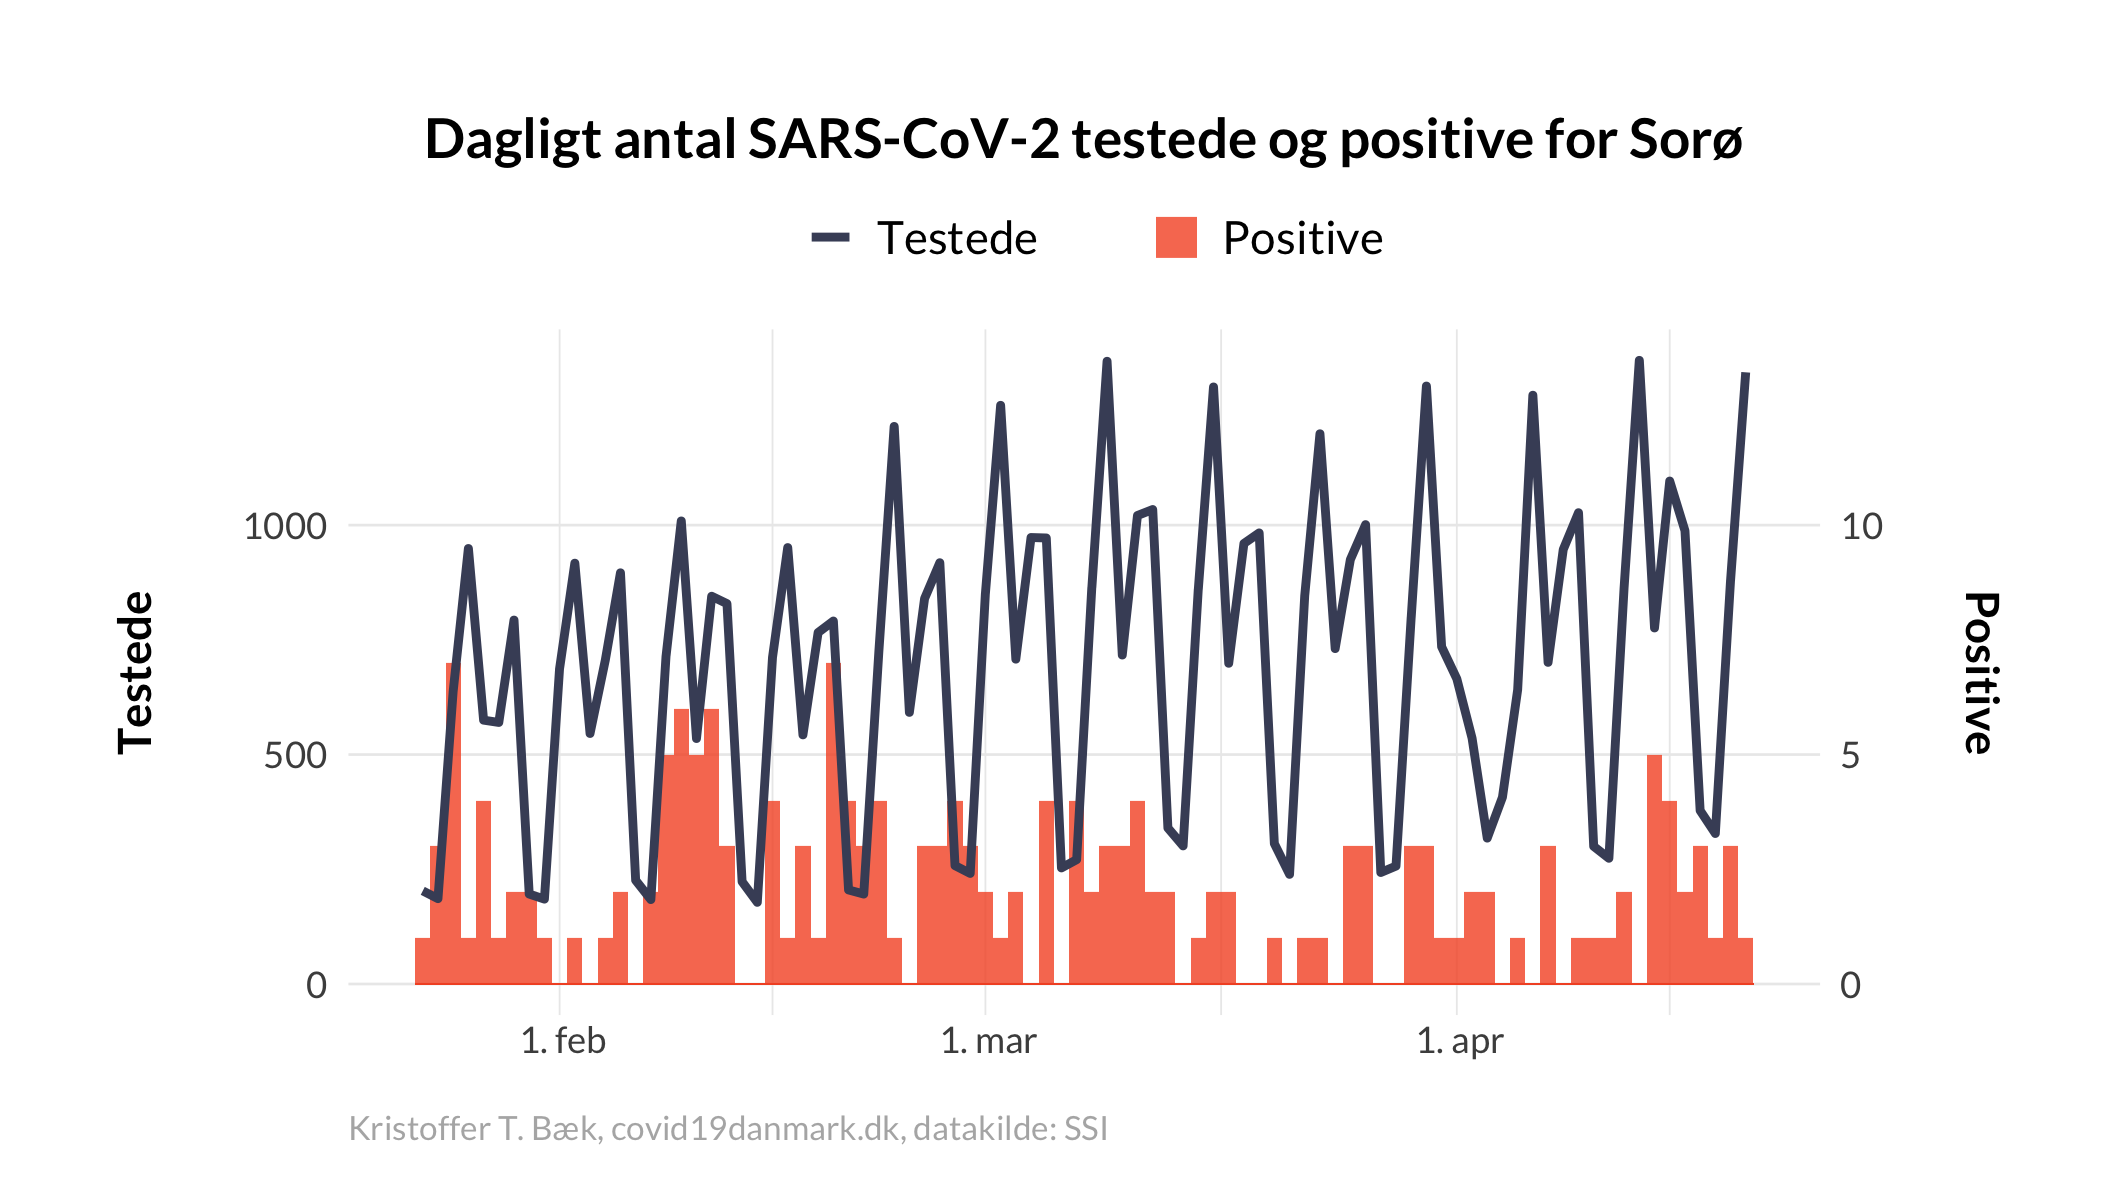 Dagligt antal SARS-CoV-2 testede og positive for Sorø
Testede Positive
1000
500
0
10
5
0
Testede
Positive
1. feb 1. mar 1. apr
Kristoffer T. Bæk, covid19danmark.dk, datakilde: SSI